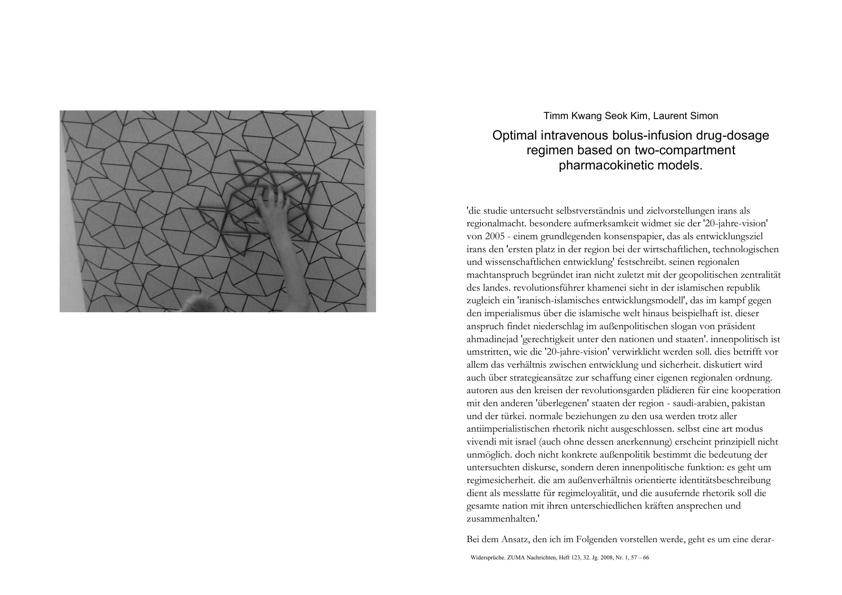 Timm Kwang Seok Kim, Laurent Simon
Optimal intravenous bolus-infusion drug-dosage
regimen based on two-compartment
pharmacokinetic models.
'die studie untersucht selbstverständnis und zielvorstellungen irans als
regionalmacht. besondere aufmerksamkeit widmet sie der '20-jahre-vision'
von 2005 - einem grundlegenden konsenspapier, das als entwicklungsziel
irans den 'ersten platz in der region bei der wirtschaftlichen, technologischen
und wissenschaftlichen entwicklung' festschreibt. seinen regionalen
machtanspruch begründet iran nicht zuletzt mit der geopolitischen zentralität
des landes. revolutionsführer khamenei sieht in der islamischen republik
zugleich ein 'iranisch-islamisches entwicklungsmodell', das im kampf gegen
den imperialismus über die islamische welt hinaus beispielhaft ist. dieser
anspruch findet niederschlag im außenpolitischen slogan von präsident
ahmadinejad 'gerechtigkeit unter den nationen und staaten'. innenpolitisch ist
umstritten, wie die '20-jahre-vision' verwirklicht werden soll. dies betrifft vor
allem das verhältnis zwischen entwicklung und sicherheit. diskutiert wird
auch über strategieansätze zur schaffung einer eigenen regionalen ordnung.
autoren aus den kreisen der revolutionsgarden plädieren für eine kooperation
mit den anderen 'überlegenen' staaten der region - saudi-arabien, pakistan
und der türkei. normale beziehungen zu den usa werden trotz aller
antiimperialistischen rhetorik nicht ausgeschlossen. selbst eine art modus
vivendi mit israel (auch ohne dessen anerkennung) erscheint prinzipiell nicht
unmöglich. doch nicht konkrete außenpolitik bestimmt die bedeutung der
untersuchten diskurse, sondern deren innenpolitische funktion: es geht um
regimesicherheit. die am außenverhältnis orientierte identitätsbeschreibung
dient als messlatte für regimeloyalität, und die ausufernde rhetorik soll die
gesamte nation mit ihren unterschiedlichen kräften ansprechen und
zusammenhalten.'
Bei dem Ansatz, den ich im Folgenden vorstellen werde, geht es um eine derar-
Widersprüche. ZUMA Nachrichten, Heft 123, 32. Jg. 2008, Nr. 1, 57 – 66